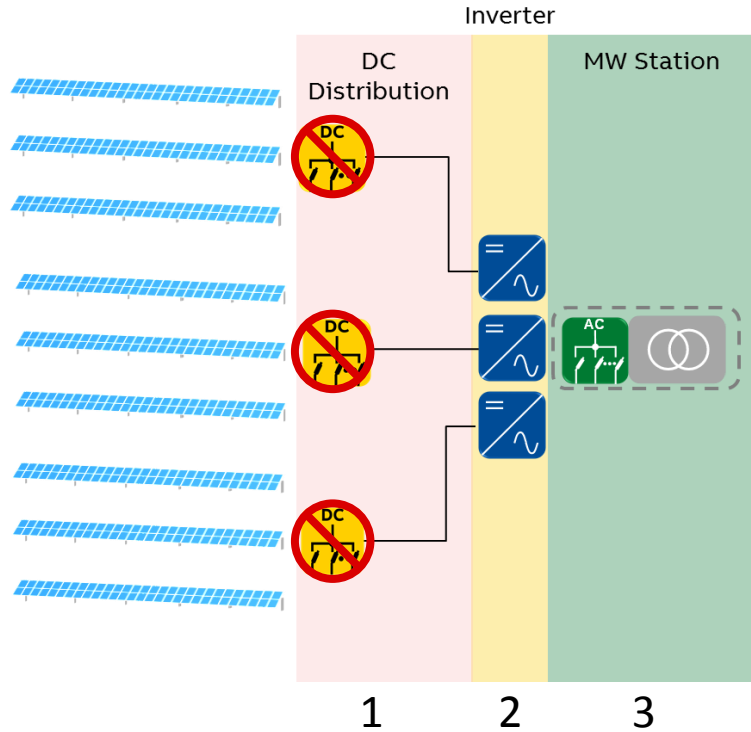 Inverter
DC
Distribution
MW Station
DC
DC
AC
DC
1
2
3